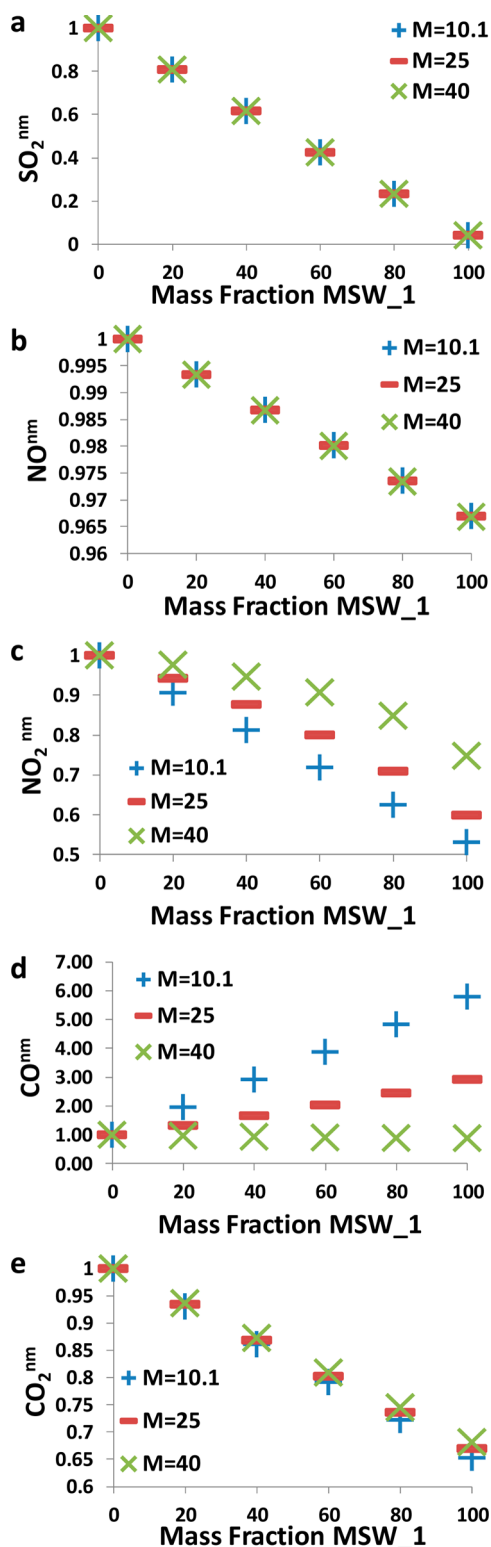 a
SO2nm
1
0.8
0.6
0.4
0.2
0
0 20 40 60 80 100
Mass Fraction MSW_1
M=10.1
M=25
M=40
b
NOnm
1
0.995
0.99
0.985
0.98
0.975
0.97
0.965
0.96
0 20 40 60 80 100
Mass Fraction MSW_1
M=10.1
M=25
M=40
c
NO2nm
1
0.9
0.8
0.7
0.6
0.5
M=10.1
M=25
M=40
0 20 40 60 80 100
Mass Fraction MSW_1
d
COnm
7.00
6.00
5.00
4.00
3.00
2.00
1.00
0.00
M=10.1
M=25
M=40
0 20 40 60 80 100
Mass Fraction MSW_1
e
CO2nm
1
0.95
0.9
0.85
0.8
0.75
0.7
0.65
0.6
M=10.1
M=25
M=40
0 20 40 60 80 100
Mass Fraction MSW_1